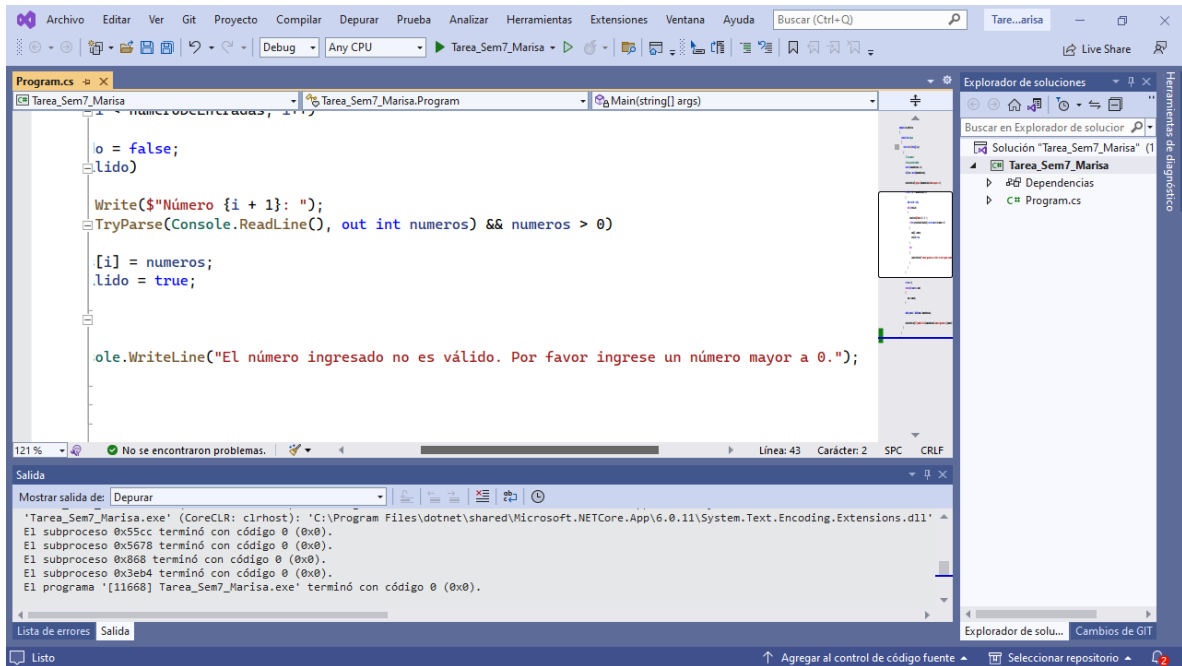 Archivo Editar Ver Git Proyecto Compilar Depurar Prueba Analizar Herramientas Extensiones Ventana Ayuda Buscar (Ctrl+Q) Tare...arisa
Debug Any CPU Tarea_Sem7_Marisa Live Share
Program.cs
Tarea_Sem7_Marisa Tarea_Sem7_Marisa.Program Main(string[] args)
i < numeroDeEntradas; i++)
o = false;
lido)
Write($"Número {i + 1}: ");
TryParse(Console.ReadLine(), out int numeros) && numeros > 0)
[i] = numeros;
lido = true;
ole.WriteLine("El número ingresado no es válido. Por favor ingrese un número mayor a 0.");
121 % No se encontraron problemas. Línea: 43 Carácter: 2 SPC CRLF
Salida
Mostrar salida de: Depurar
'Tarea_Sem7_Marisa.exe' (CoreCLR: clrhost): 'C:\Program Files\dotnet\shared\Microsoft.NETCore.App\6.0.11\System.Text.Encoding.Extensions.dll'
El subproceso 0x55cc terminó con código 0 (0x0).
El subproceso 0x5678 terminó con código 0 (0x0).
El subproceso 0x868 terminó con código 0 (0x0).
El subproceso 0x3eb4 terminó con código 0 (0x0).
El programa '[11668] Tarea_Sem7_Marisa.exe' terminó con código 0 (0x0).
Lista de errores Salida
Explorador de soluciones
Buscar en Explorador de solucior
Solución "Tarea_Sem7_Marisa" (1
C# Tarea_Sem7_Marisa
Dependencias
C# Program.cs
Explorador de solu... Cambios de GIT
Herramientas de diagnóstico
Listo Agregar al control de código fuente Seleccionar repositorio 2